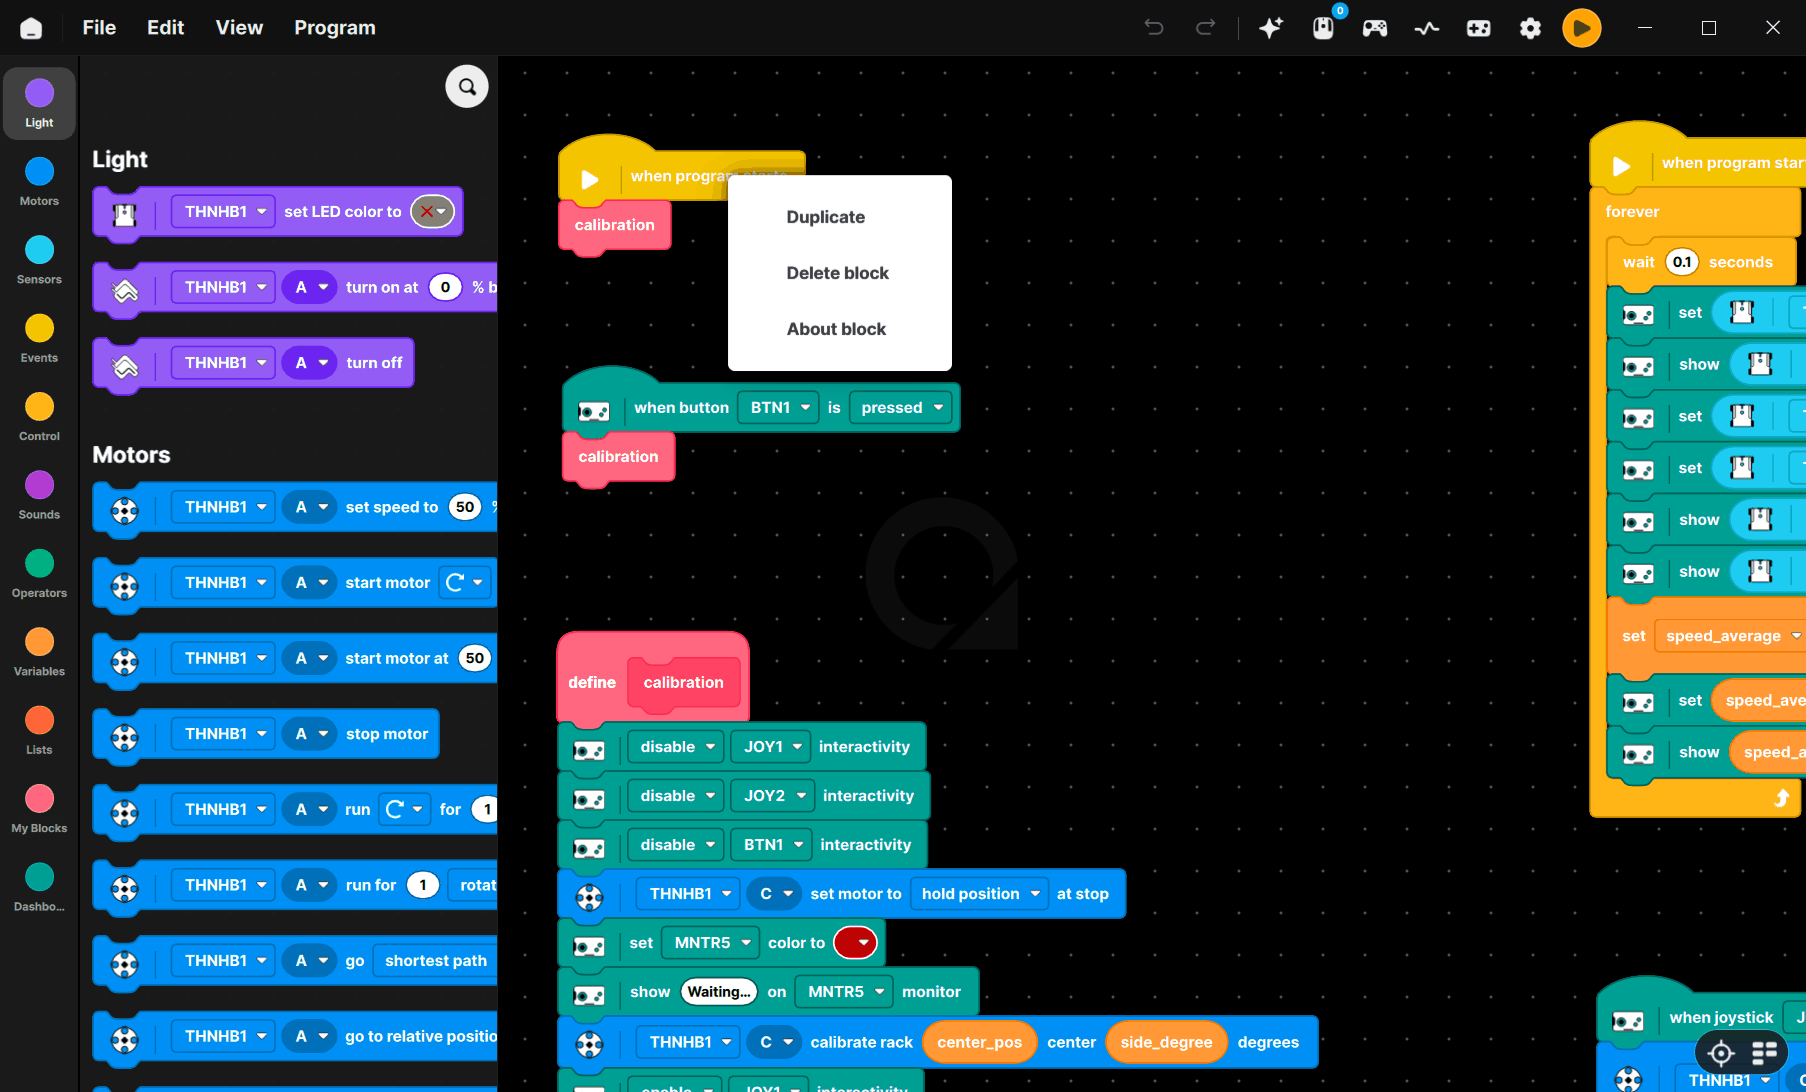 File Edit View Program
0
Light
Motors
Sensors
Events
Control
Sounds
Operators
Variables
Lists
My Blocks
Dashbo...
Light
THNHB1 set LED color to
THNHB1 A turn on at 0 % b
THNHB1 A turn off
Motors
THNHB1 A set speed to 50 %
THNHB1 A start motor
THNHB1 A start motor at 50
THNHB1 A stop motor
THNHB1 A run for 1
THNHB1 A run for 1 rotat
THNHB1 A go shortest path
THNHB1 A go to relative positio
when program starts
calibration
Duplicate
Delete block
About block
when button BTN1 is pressed
calibration
define calibration
disable JOY1 interactivity
disable JOY2 interactivity
disable BTN1 interactivity
THNHB1 C set motor to hold position at stop
set MNTR5 color to
show Waiting... on MNTR5 monitor
THNHB1 C calibrate rack center_pos center side_degree degrees
enable JOY1 interactivity
when program star
forever
wait 0.1 seconds
set
show
set
set
show
show
set speed_average
set speed_ave
show speed_a
when joystick J
THNHB1 C